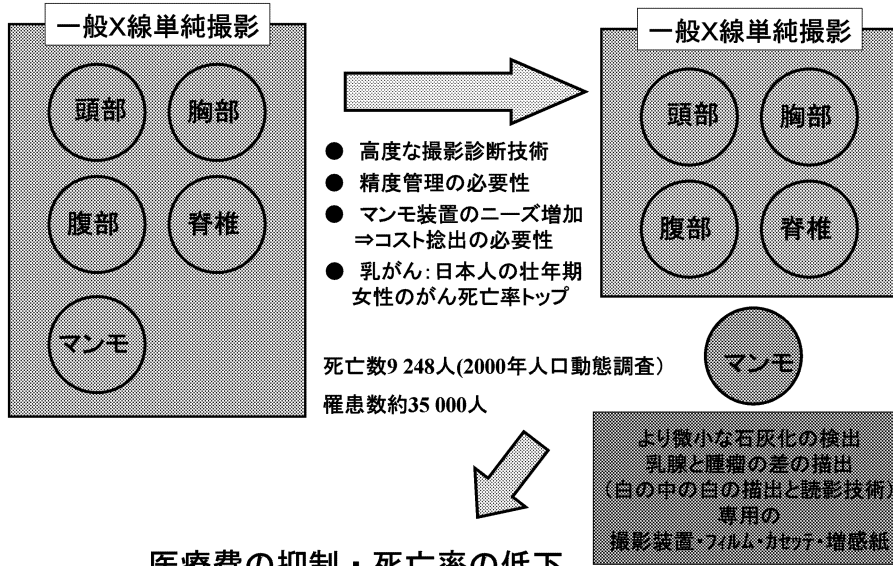 一般X線単純撮影
頭部
胸部
腹部
脊椎
マンモ
● 高度な撮影診断技術
● 精度管理の必要性
● マンモ装置のニーズ増加
⇒コスト捻出の必要性
● 乳がん：日本人の壮年期
女性のがん死亡率トップ
死亡数9 248人(2000年人口動態調査）
罹患数約35 000人
一般X線単純撮影
頭部
胸部
腹部
脊椎
マンモ
より微小な石灰化の検出
乳腺と腫瘤の差の描出
（白の中の白の描出と読影技術）
専用の
撮影装置・フィルム・カセッテ・増感紙
医療費の抑制・死亡率の低下